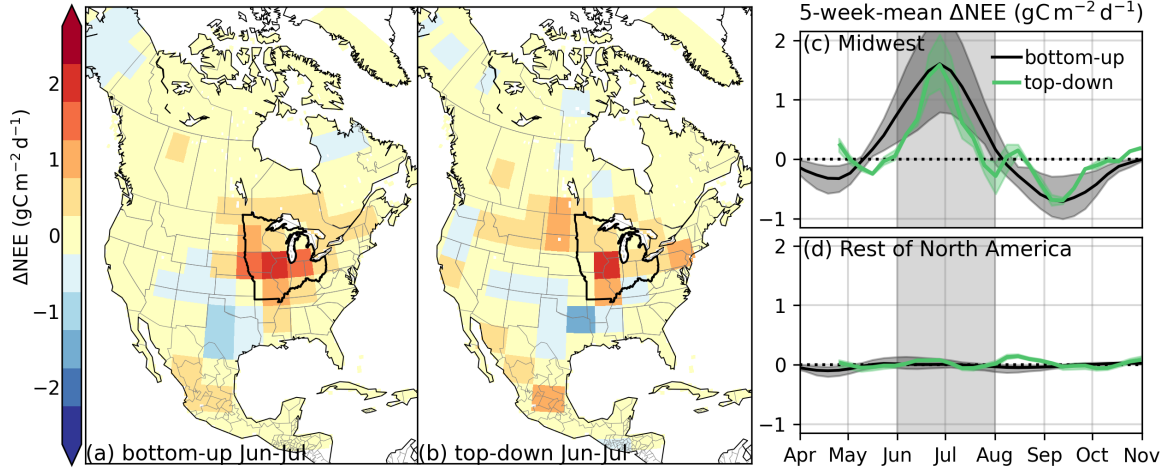 ΔNEE (gC m⁻² d⁻¹)
2
1
0
−1
−2
(a) bottom-up Jun-Jul
(b) top-down Jun-Jul
5-week-mean ΔNEE (gC m⁻² d⁻¹)
(c) Midwest
bottom-up
top-down
2
1
0
−1
(d) Rest of North America
2
1
0
−1
Apr May Jun Jul Aug Sep Oct Nov